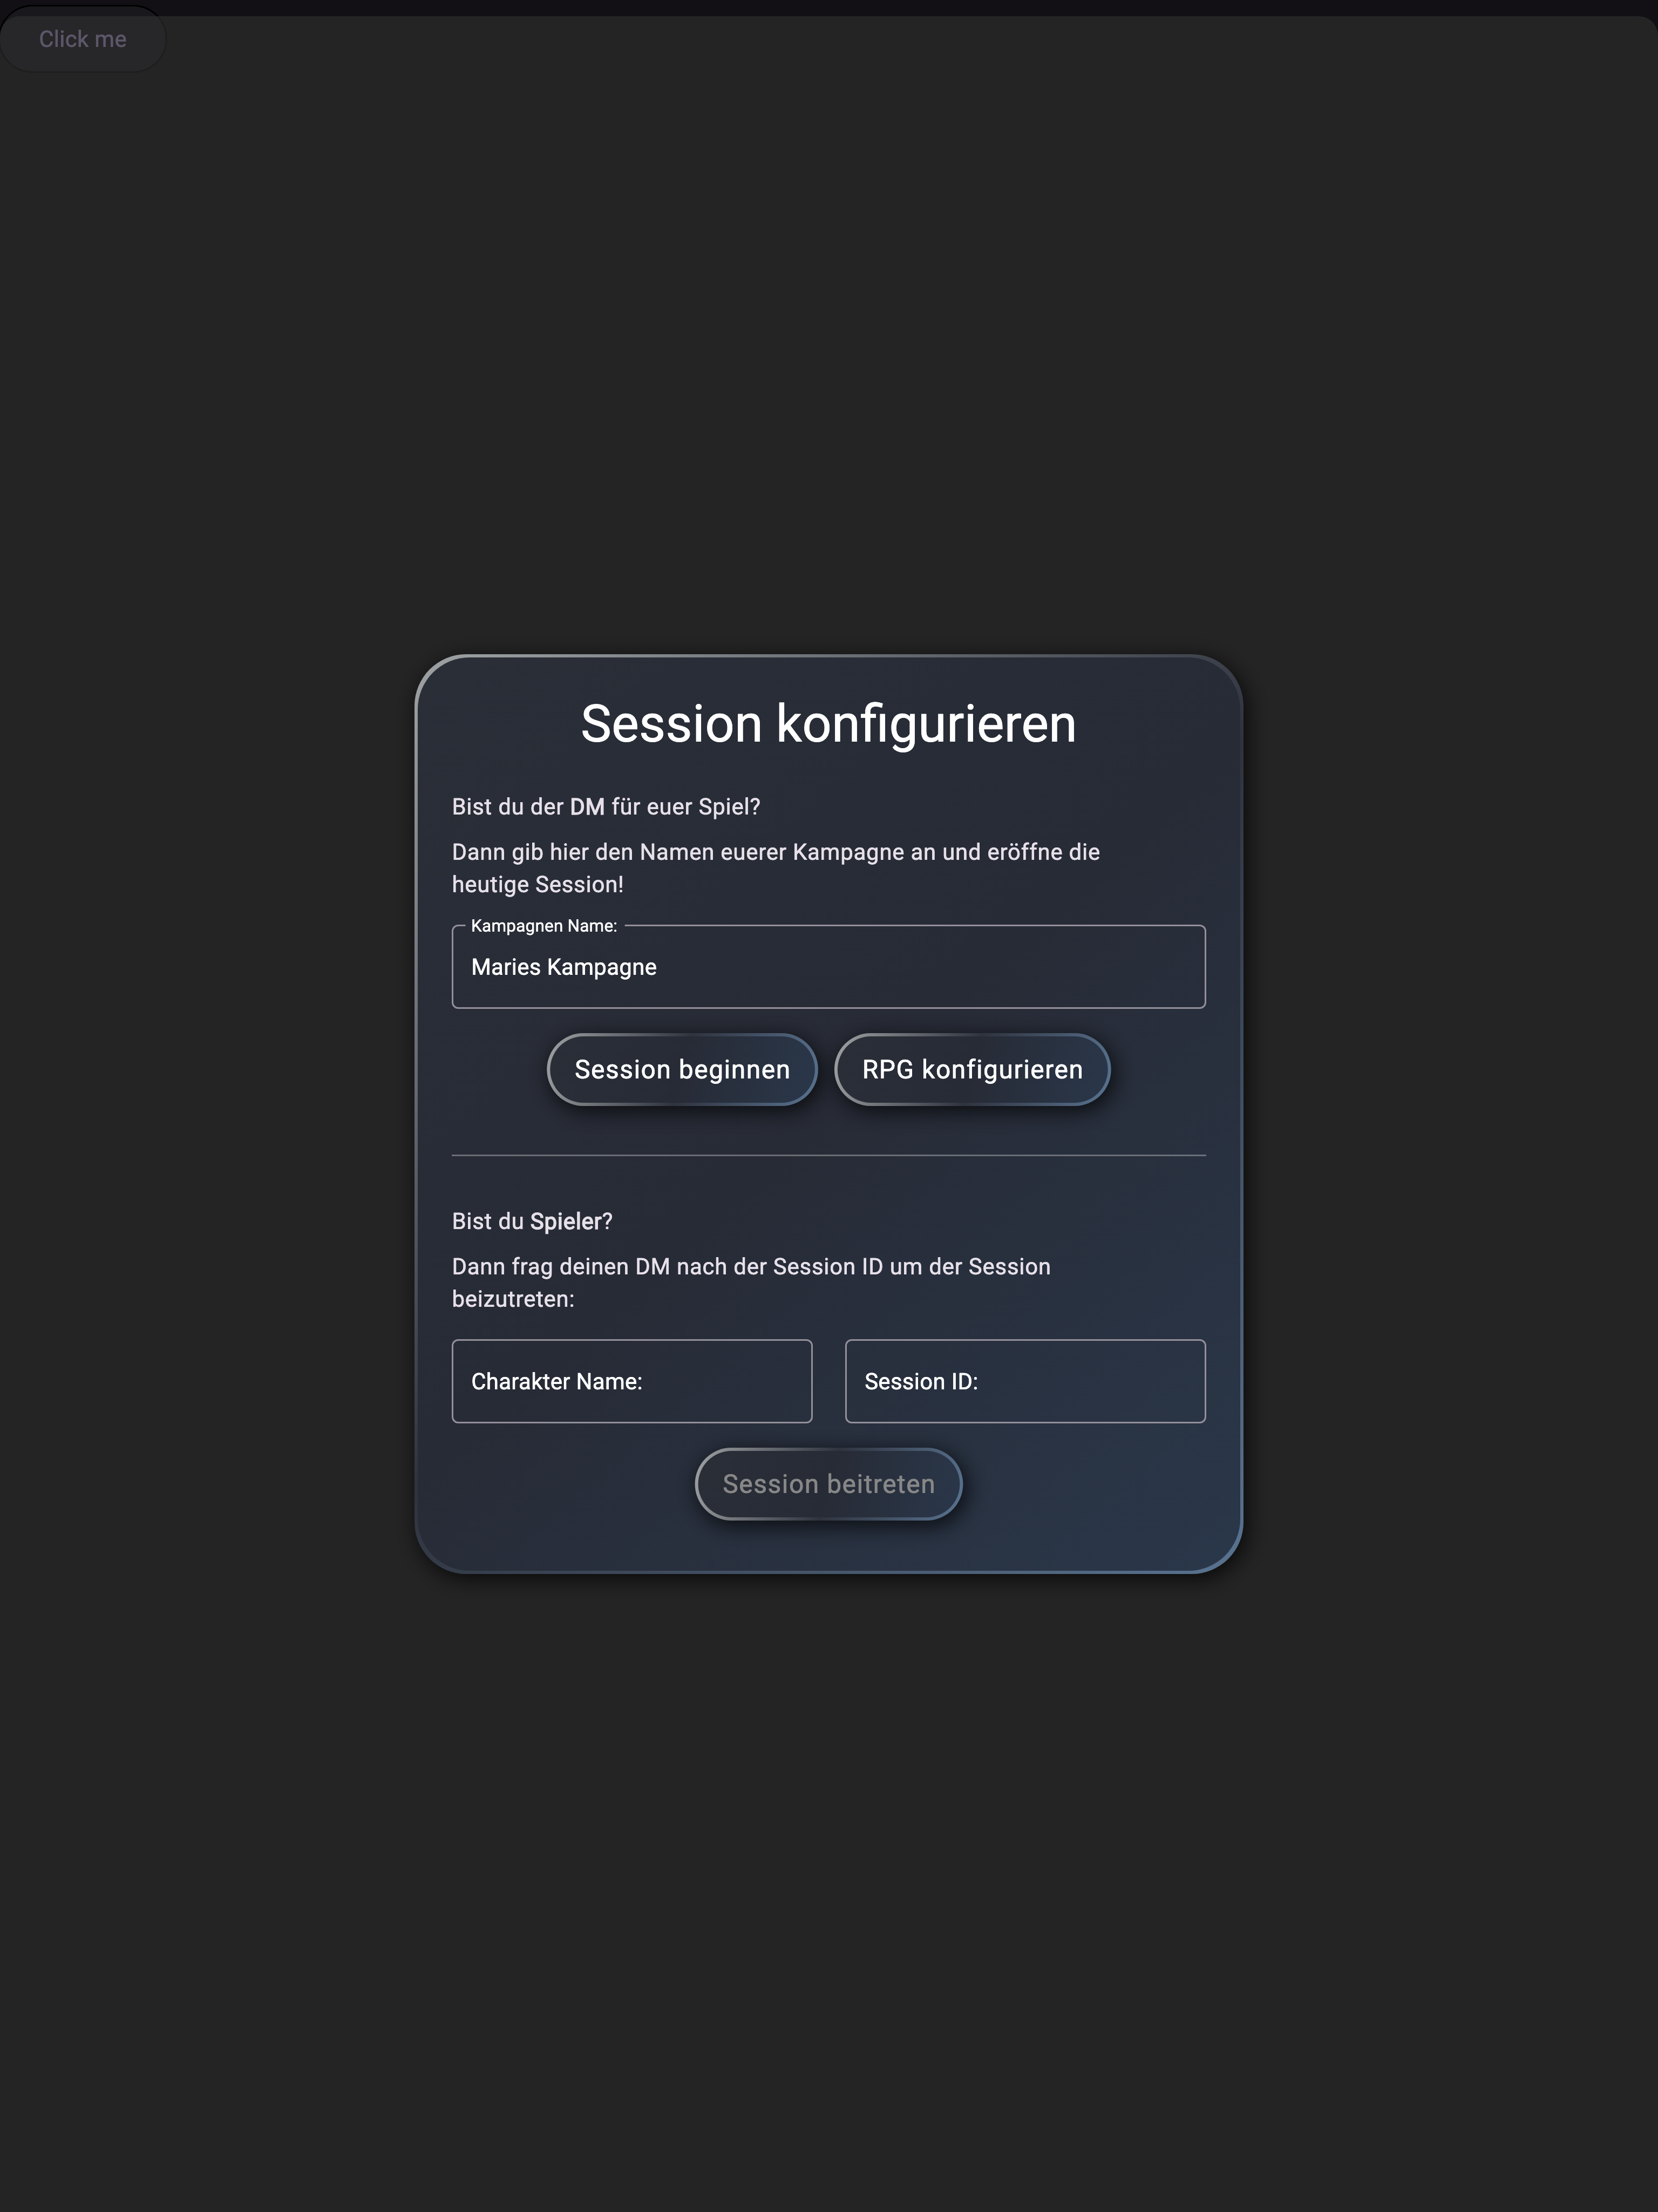 Click me
Session konfigurieren
Bist du der DM für euer Spiel?
Dann gib hier den Namen euerer Kampagne an und eröffne die
heutige Session!
Kampagnen Name:
Maries Kampagne
Session beginnen
RPG konfigurieren
Bist du Spieler?
Dann frag deinen DM nach der Session ID um der Session
beizutreten:
Charakter Name:
Session ID:
Session beitreten